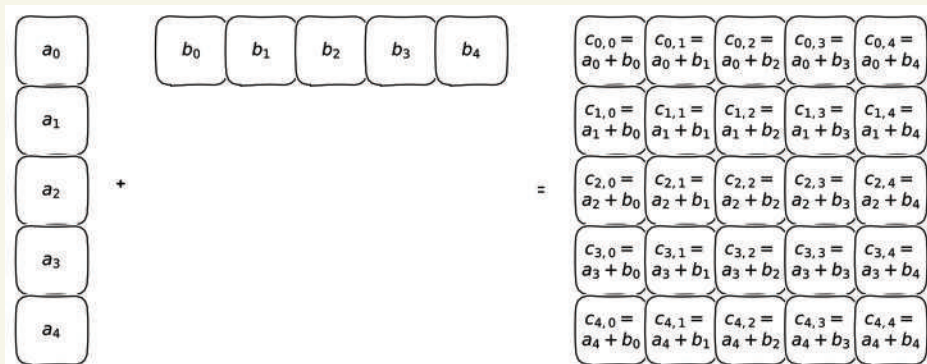 a₀ b₀ b₁ b₂ b₃ b₄ c₀,₀ = c₀,₁ = c₀,₂ = c₀,₃ = c₀,₄ =
a₀ + b₀ a₀ + b₁ a₀ + b₂ a₀ + b₃ a₀ + b₄
a₁ c₁,₀ = c₁,₁ = c₁,₂ = c₁,₃ = c₁,₄ =
a₁ + b₀ a₁ + b₁ a₁ + b₂ a₁ + b₃ a₁ + b₄
a₂ + = c₂,₀ = c₂,₁ = c₂,₂ = c₂,₃ = c₂,₄ =
a₂ + b₀ a₂ + b₁ a₂ + b₂ a₂ + b₃ a₂ + b₄
a₃ c₃,₀ = c₃,₁ = c₃,₂ = c₃,₃ = c₃,₄ =
a₃ + b₀ a₃ + b₁ a₃ + b₂ a₃ + b₃ a₃ + b₄
a₄ c₄,₀ = c₄,₁ = c₄,₂ = c₄,₃ = c₄,₄ =
a₄ + b₀ a₄ + b₁ a₄ + b₂ a₄ + b₃ a₄ + b₄